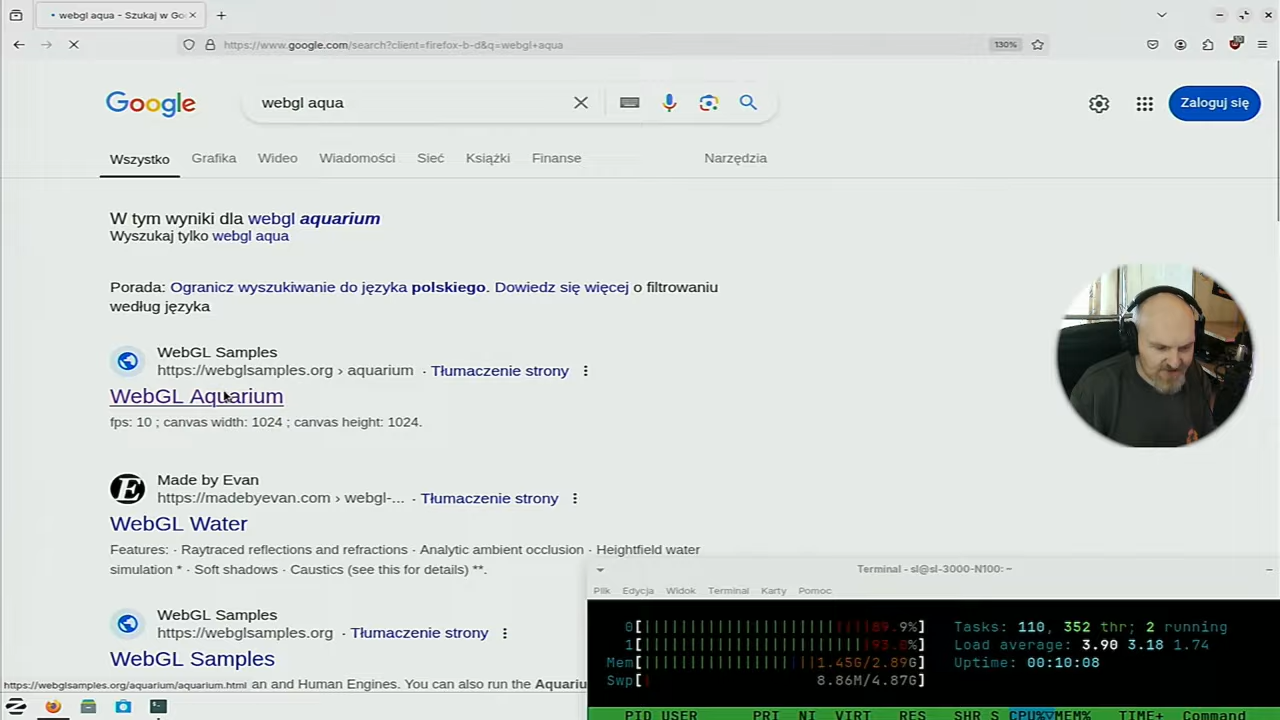 webgl aqua - Szukaj w Go
https://www.google.com/search?client=firefox-b-d&q=webgl+aqua
130%
Google
webgl aqua
Zaloguj się
Wszystko Grafika Wideo Wiadomości Sieć Książki Finanse Narzędzia
W tym wyniki dla webgl aquarium
Wyszukaj tylko webgl aqua
Porada: Ogranicz wyszukiwanie do języka polskiego. Dowiedz się więcej o filtrowaniu
według języka
WebGL Samples
https://webglsamples.org › aquarium · Tłumaczenie strony
WebGL Aquarium
fps: 10 ; canvas width: 1024 ; canvas height: 1024.
Made by Evan
https://madebyevan.com › webgl-... · Tłumaczenie strony
WebGL Water
Features: · Raytraced reflections and refractions · Analytic ambient occlusion · Heightfield water
simulation * · Soft shadows · Caustics (see this for details) **.
WebGL Samples
https://webglsamples.org · Tłumaczenie strony
WebGL Samples
https://webglsamples.org/aquarium/aquarium.html an and Human Engines. You can also run the Aquariu
Terminal - sl@sl-3000-N100: ~
Plik Edycja Widok Terminal Karty Pomoc
0[ 89.9%] Tasks: 110, 352 thr; 2 running
1[ %] Load average: 3.90 3.18 1.74
Mem[ 1.45G/2.89G] Uptime: 00:10:08
Swp[ 8.86M/4.87G]
PID USER PRI NI VIRT RES SHR S CPU% MEM% TIME+ Command